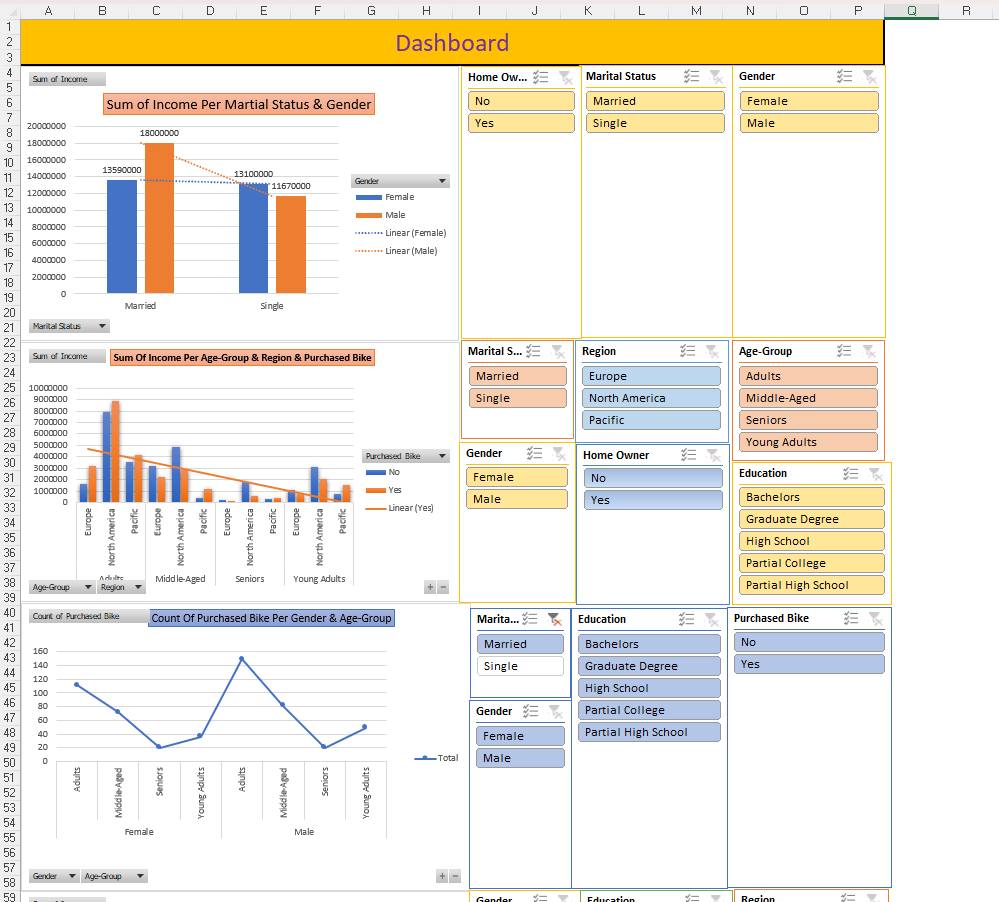 A B C D E F G H I J K L M N O P Q R
1
2
3
4
5
6
7
8
9
10
11
12
13
14
15
16
17
18
19
20
21
22
23
24
25
26
27
28
29
30
31
32
33
34
35
36
37
38
39
40
41
42
43
44
45
46
47
48
49
50
51
52
53
54
55
56
57
58
59
Dashboard
Sum of Income
Sum of Income Per Martial Status & Gender
20000000
18000000
16000000
14000000
12000000
10000000
8000000
6000000
4000000
2000000
0
13590000
18000000
13100000
11670000
Married
Single
Gender
Female
Male
Linear (Female)
Linear (Male)
Marital Status
Home Ow...
No
Yes
Marital Status
Married
Single
Gender
Female
Male
Sum of Income
Sum Of Income Per Age-Group & Region & Purchased Bike
10000000
9000000
8000000
7000000
6000000
5000000
4000000
3000000
2000000
1000000
0
Europe
North America
Pacific
Europe
North America
Pacific
Europe
North America
Pacific
Europe
North America
Pacific
Adults
Middle-Aged
Seniors
Young Adults
Purchased Bike
No
Yes
Linear (Yes)
Age-Group
Region
Marital S...
Married
Single
Region
Europe
North America
Pacific
Age-Group
Adults
Middle-Aged
Seniors
Young Adults
Gender
Female
Male
Home Owner
No
Yes
Education
Bachelors
Graduate Degree
High School
Partial College
Partial High School
Count of Purchased Bike
Count Of Purchased Bike Per Gender & Age-Group
160
140
120
100
80
60
40
20
0
Adults
Middle-Aged
Seniors
Young Adults
Adults
Middle-Aged
Seniors
Young Adults
Female
Male
Total
Gender
Age-Group
Marita...
Married
Single
Education
Bachelors
Graduate Degree
High School
Partial College
Partial High School
Purchased Bike
No
Yes
Gender
Female
Male
Gender
Education
Region